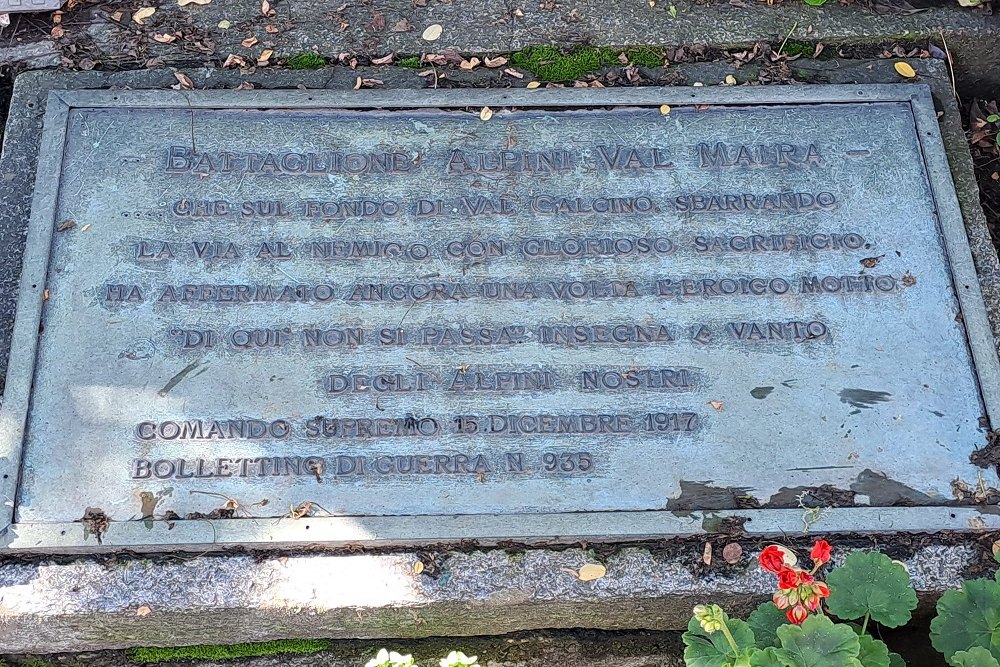 – BATTAGLIONE ALPINI VAL MAIRA –
.... CHE SUL FONDO DI VAL CALCINO, SBARRANDO
LA VIA AL NEMICO CON GLORIOSO SACRIFICIO,
HA AFFERMATO ANCORA UNA VOLTA L'EROICO MOTTO
"DI QUI NON SI PASSA" INSEGNA & VANTO
DEGLI ALPINI NOSTRI
COMANDO SUPREMO 15.DICEMBRE 1917
BOLLETTINO DI GUERRA N. 935